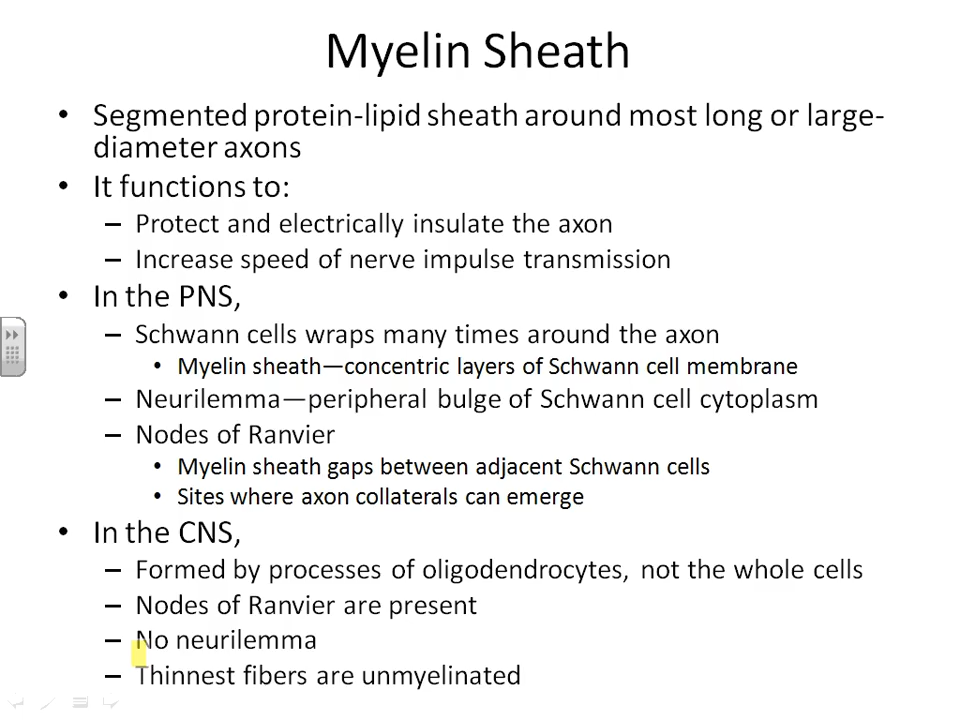 Myelin Sheath
• Segmented protein-lipid sheath around most long or large-
diameter axons
• It functions to:
– Protect and electrically insulate the axon
– Increase speed of nerve impulse transmission
• In the PNS,
– Schwann cells wraps many times around the axon
• Myelin sheath—concentric layers of Schwann cell membrane
– Neurilemma—peripheral bulge of Schwann cell cytoplasm
– Nodes of Ranvier
• Myelin sheath gaps between adjacent Schwann cells
• Sites where axon collaterals can emerge
• In the CNS,
– Formed by processes of oligodendrocytes, not the whole cells
– Nodes of Ranvier are present
– No neurilemma
– Thinnest fibers are unmyelinated